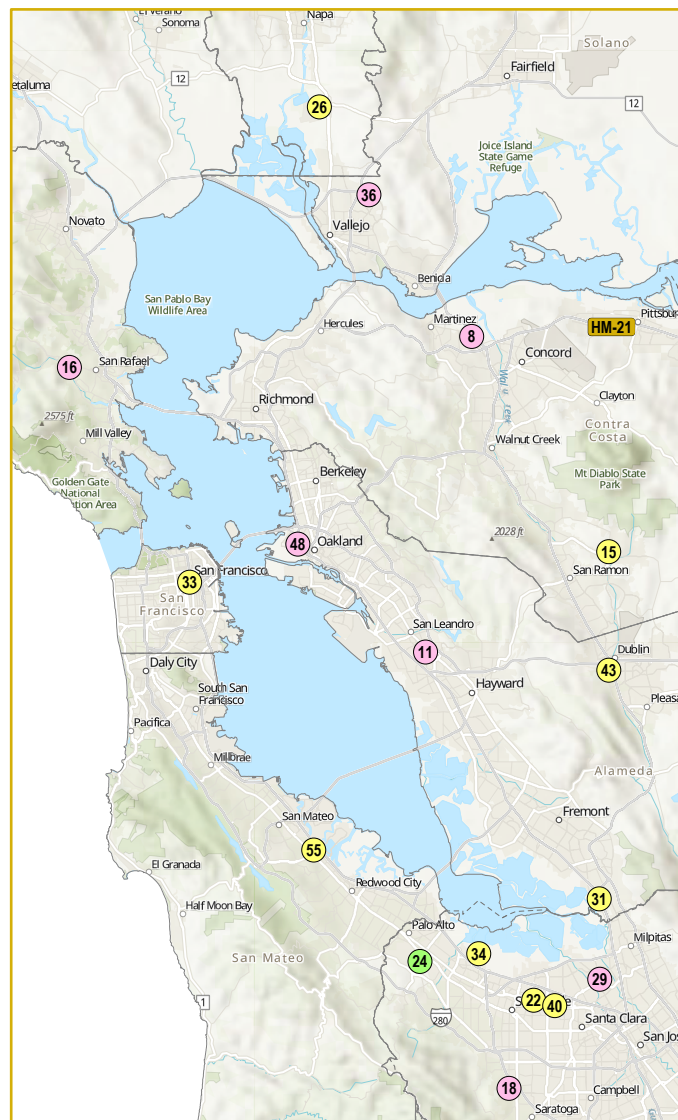 Napa
Sonoma
Solano
Fairfield
12
12
26
Joice Island
State Game
Refuge
36
Novato
Vallejo
Benicia
San Pablo Bay
Wildlife Area
Hercules
Martinez
8
HM-21
16
San Rafael
Concord
Richmond
Clayton
2575 ft
Mill Valley
Contra
Costa
Walnut Creek
Berkeley
Mt Diablo State
Park
Golden Gate
National
2028 ft
48
Oakland
15
San Ramon
33
San Francisco
San
Francisco
San Leandro
11
Dublin
43
Daly City
Hayward
South San
Francisco
Pacifica
Millbrae
Alameda
San Mateo
Fremont
55
El Granada
Redwood City
31
Half Moon Bay
Palo Alto
Milpitas
San Mateo
24
34
29
22
40
1
280
Santa Clara
18
Campbell
Saratoga